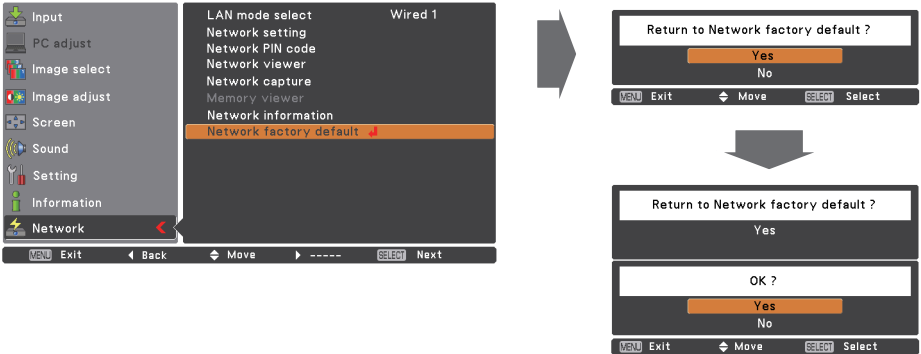 Input
PC adjust
Image select
Image adjust
Screen
Sound
Setting
Information
Network
LAN mode select Wired 1
Network setting
Network PIN code
Network viewer
Network capture
Memory viewer
Network information
Network factory default
MENU Exit Back Move ----- SELECT Next
Return to Network factory default ?
Yes
No
MENU Exit Move SELECT Select
Return to Network factory default ?
Yes
OK ?
Yes
No
MENU Exit Move SELECT Select